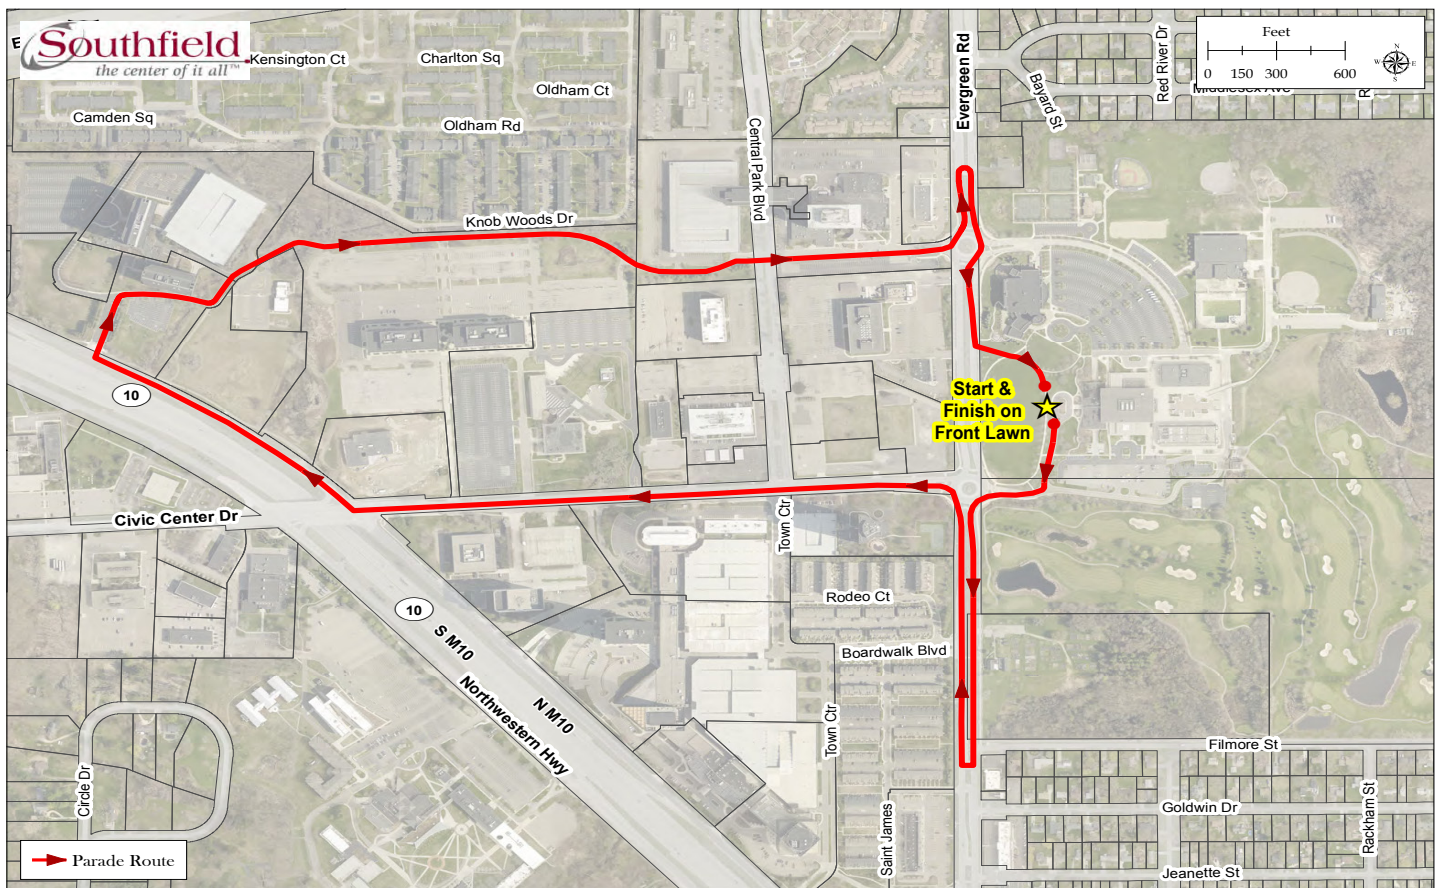 Southfield
the center of it all™
Kensington Ct
Charlton Sq
Oldham Ct
Camden Sq
Oldham Rd
Central Park Blvd
Evergreen Rd
Bayard St
Red River Dr
Middlesex Ave
Feet
0 150 300 600
N
W E
S
Knob Woods Dr
10
Start &
Finish on
Front Lawn
Civic Center Dr
Town Ctr
10
S M10
N M10
Northwestern Hwy
Rodeo Ct
Boardwalk Blvd
Town Ctr
Saint James
Circle Dr
Filmore St
Goldwin Dr
Rackham St
Jeanette St
Parade Route